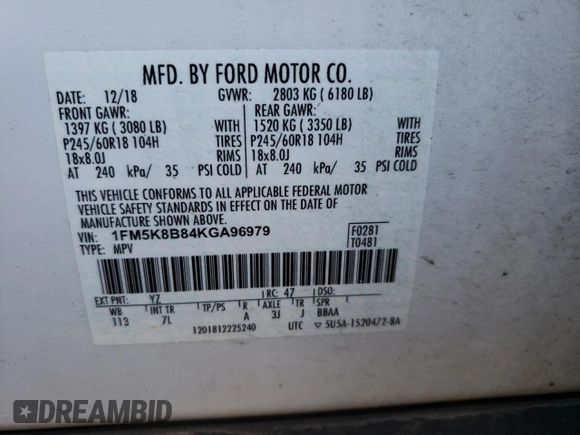 MFD. BY FORD MOTOR CO.
DATE: 12/18 GVWR: 2803 KG ( 6180 LB)
FRONT GAWR: REAR GAWR:
1397 KG ( 3080 LB) WITH 1520 KG ( 3350 LB) WITH
P245/60R18 104H TIRES P245/60R18 104H TIRES
18x8.0J RIMS 18x8.0J RIMS
AT 240 kPa/ 35 PSI COLD AT 240 kPa/ 35 PSI COLD
THIS VEHICLE CONFORMS TO ALL APPLICABLE FEDERAL MOTOR
VEHICLE SAFETY STANDARDS IN EFFECT ON THE DATE OF
MANUFACTURE SHOWN ABOVE.
VIN: 1FM5K8B84KGA96979 F0281
TYPE: MPV T0481
EXT PNT: YZ RC: 47 DSO:
WB INT TR TP/PS R AXLE TR SPR
113 7L A 3J J BBAA
1201812225240 UTC ▽ 5U5A-1520472-BA
DREAMBID